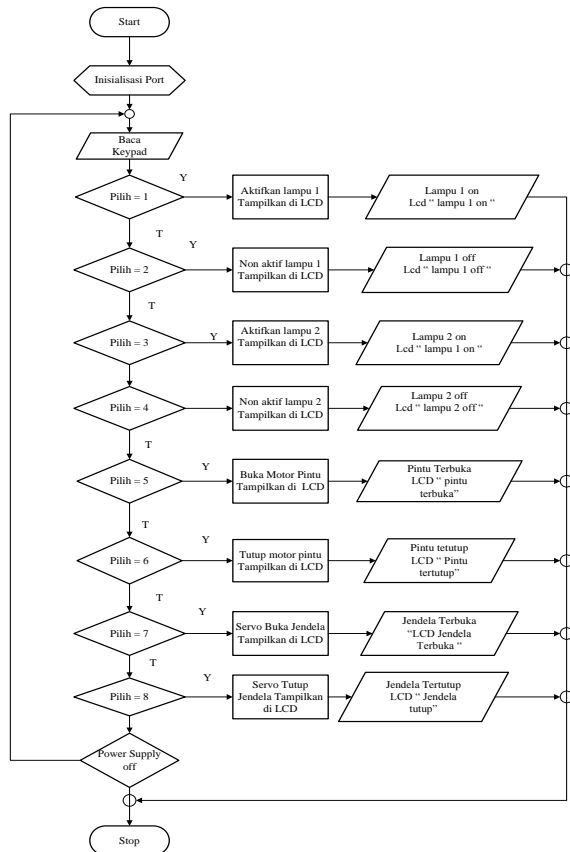 Start
Inisialisasi Port
Baca
Keypad
Pilih = 1
Y
Aktifkan lampu 1
Tampilkan di LCD
Lampu 1 on
Lcd “ lampu 1 on “
T
Pilih = 2
Y
Non aktif lampu 1
Tampilkan di LCD
Lampu 1 off
Lcd “ lampu 1 off “
T
Pilih = 3
Y
Aktifkan lampu 2
Tampilkan di LCD
Lampu 2 on
Lcd “ lampu 1 on “
Pilih = 4
Non aktif lampu 2
Tampilkan di LCD
Lampu 2 off
Lcd “ lampu 2 off “
T
Pilih = 5
Y
Buka Motor Pintu
Tampilkan di LCD
Pintu Terbuka
LCD “ pintu
terbuka”
T
Pilih = 6
Y
Tutup motor pintu
Tampilkan di LCD
Pintu tetutup
LCD “ Pintu
tertutup
T
Pilih = 7
Y
Servo Buka Jendela
Tampilkan di LCD
Jendela Terbuka
“LCD Jendela
Terbuka “
T
Pilih = 8
Y
Servo Tutup
Jendela Tampilkan
di LCD
Jendela Tertutup
LCD “ Jendela
tutup”
Power Supply
off
Stop